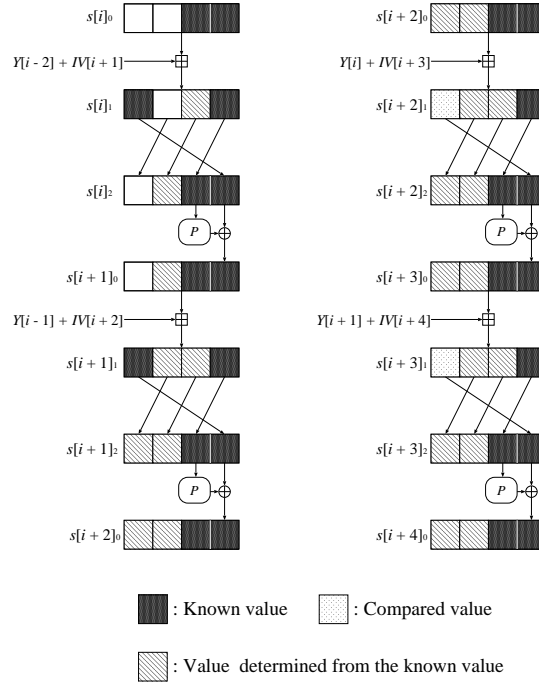 s[i]0
Y[i - 2] + IV[i + 1]
s[i]1
s[i]2
P
s[i + 1]0
Y[i - 1] + IV[i + 2]
s[i + 1]1
s[i + 1]2
P
s[i + 2]0
s[i + 2]0
Y[i] + IV[i + 3]
s[i + 2]1
s[i + 2]2
P
s[i + 3]0
Y[i + 1] + IV[i + 4]
s[i + 3]1
s[i + 3]2
P
s[i + 4]0
: Known value
: Compared value
: Value determined from the known value